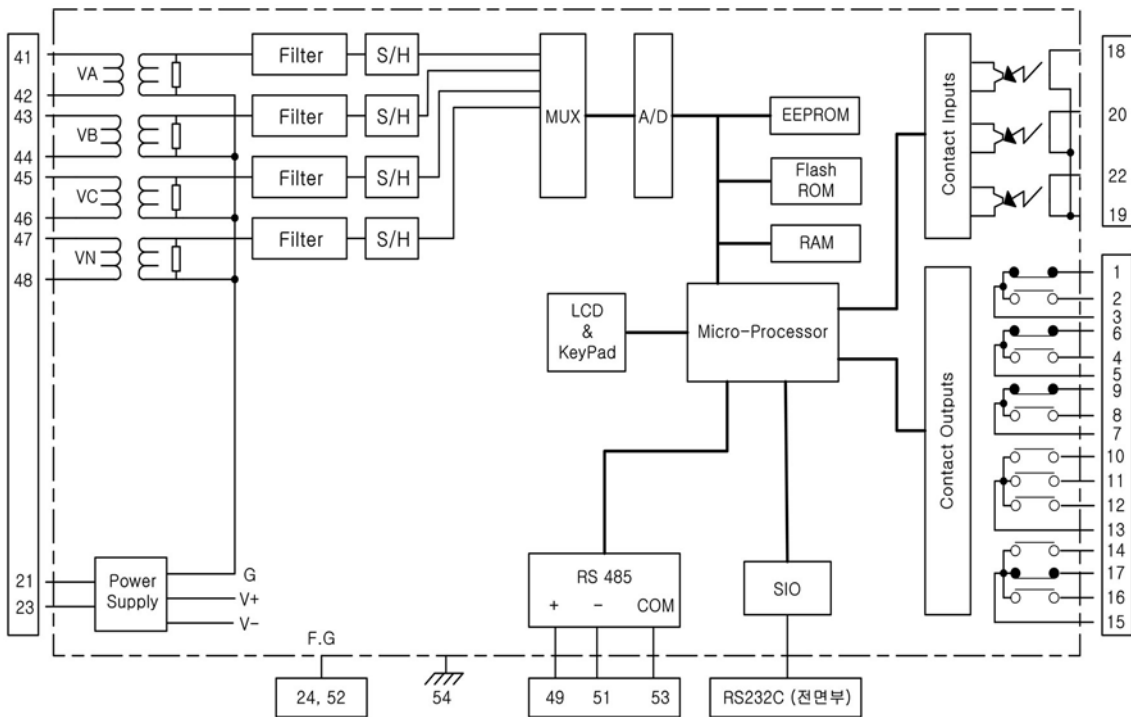 41
VA
42
43
VB
44
45
VC
46
47
VN
48
Filter
S/H
Filter
S/H
Filter
S/H
Filter
S/H
MUX
A/D
EEPROM
Flash
ROM
RAM
LCD
&
KeyPad
Micro-Processor
Contact Inputs
18
20
22
19
Contact Outputs
1
2
3
6
4
5
9
8
7
10
11
12
13
14
17
16
15
21
23
Power
Supply
G
V+
V-
RS 485
+ - COM
SIO
F.G
24, 52
54
49 51 53
RS232C (전면부)